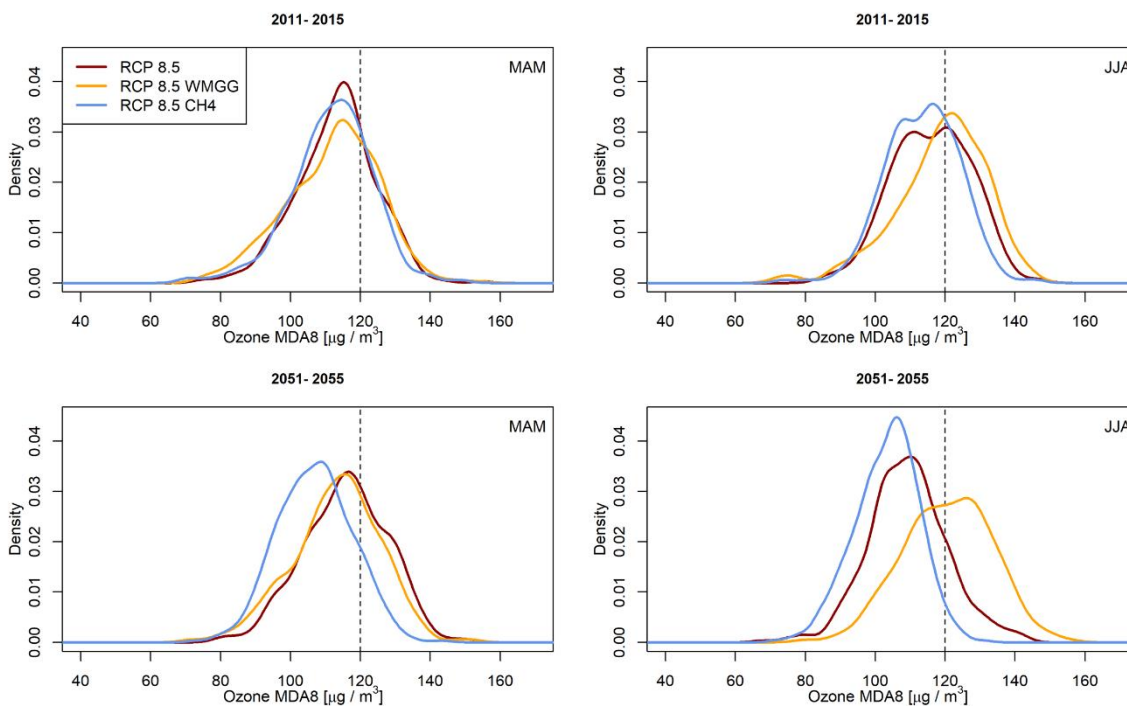 2011- 2015
RCP 8.5
RCP 8.5 WMGG
RCP 8.5 CH4
MAM
Density
0.00 0.01 0.02 0.03 0.04
40 60 80 100 120 140 160
Ozone MDA8 [µg / m³]
2011- 2015
JJA
Density
0.00 0.01 0.02 0.03 0.04
40 60 80 100 120 140 160
Ozone MDA8 [µg / m³]
2051- 2055
MAM
Density
0.00 0.01 0.02 0.03 0.04
40 60 80 100 120 140 160
Ozone MDA8 [µg / m³]
2051- 2055
JJA
Density
0.00 0.01 0.02 0.03 0.04
40 60 80 100 120 140 160
Ozone MDA8 [µg / m³]